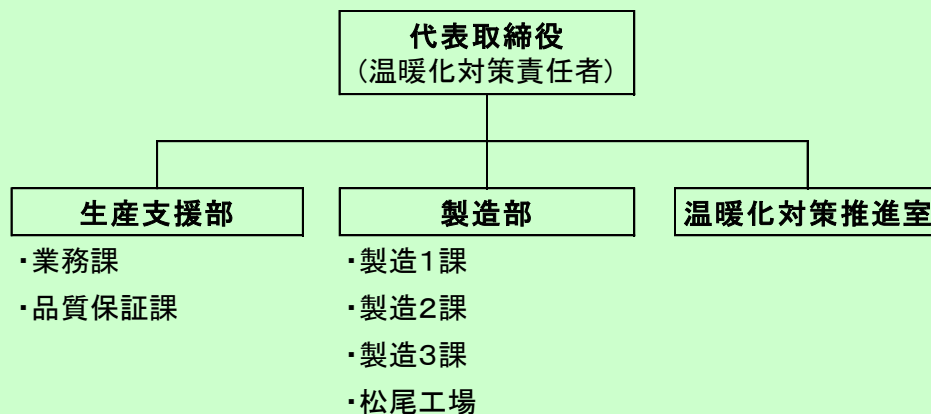 代表取締役
（温暖化対策責任者）
生産支援部
製造部
温暖化対策推進室
・業務課
・品質保証課
・製造1課
・製造2課
・製造3課
・松尾工場